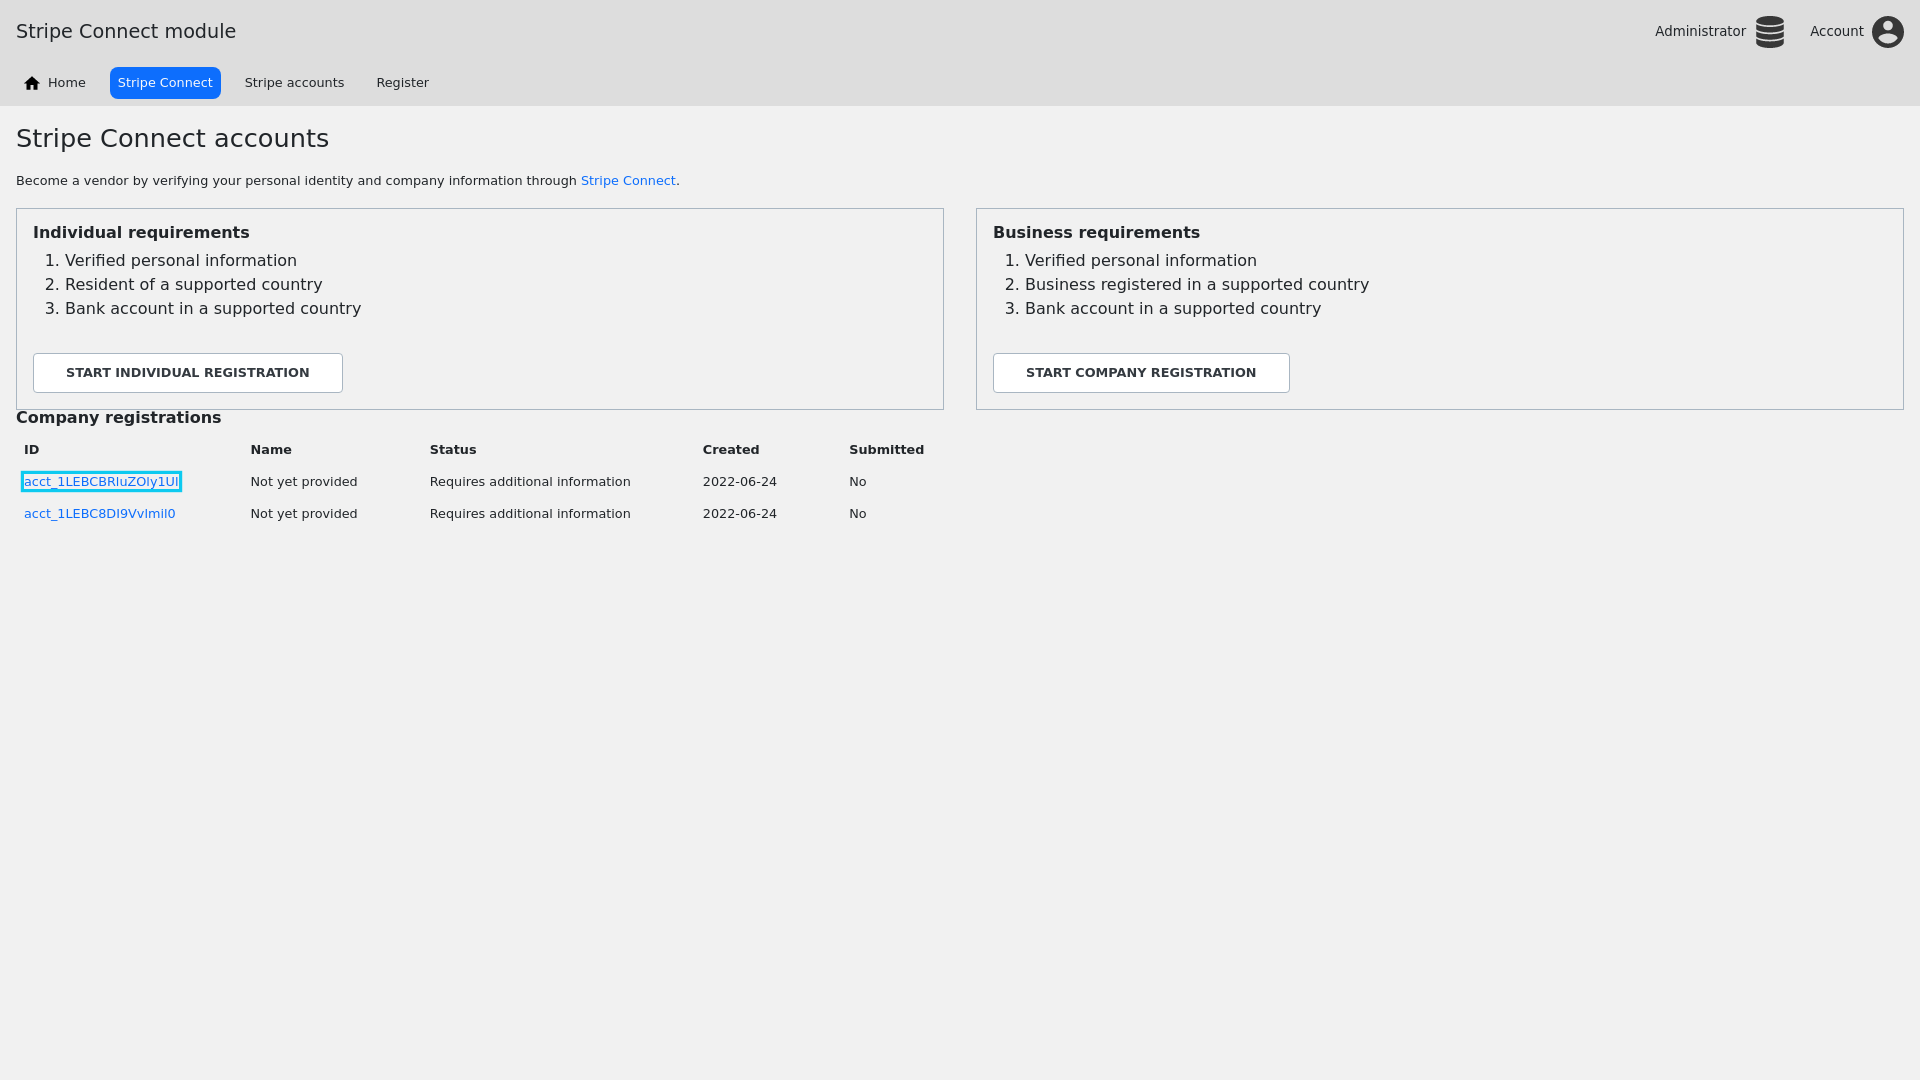 Stripe Connect module
Administrator
Account
Home
Stripe Connect
Stripe accounts
Register
Stripe Connect accounts
Become a vendor by verifying your personal identity and company information through Stripe Connect.
Individual requirements
1. Verified personal information
2. Resident of a supported country
3. Bank account in a supported country
START INDIVIDUAL REGISTRATION
Business requirements
1. Verified personal information
2. Business registered in a supported country
3. Bank account in a supported country
START COMPANY REGISTRATION
Company registrations
ID Name Status Created Submitted
acct_1LEBCBRluZOly1Ul Not yet provided Requires additional information 2022-06-24 No
acct_1LEBC8DI9Vvlmil0 Not yet provided Requires additional information 2022-06-24 No